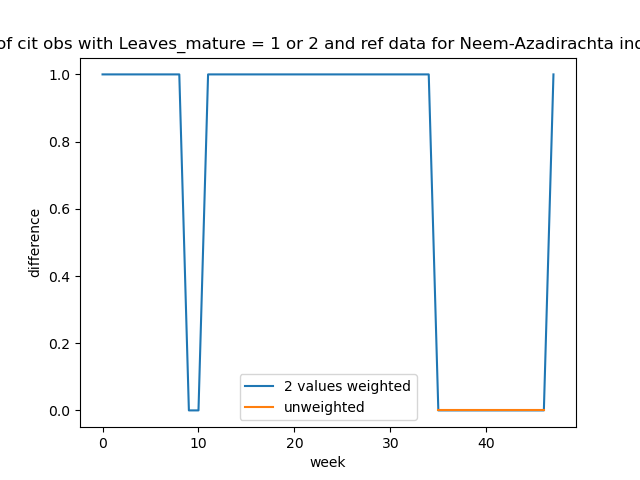 of cit obs with Leaves_mature = 1 or 2 and ref data for Neem-Azadirachta
1.0
0.8
0.6
0.4
0.2
0.0
difference
2 values weighted
unweighted
0 10 20 30 40
week